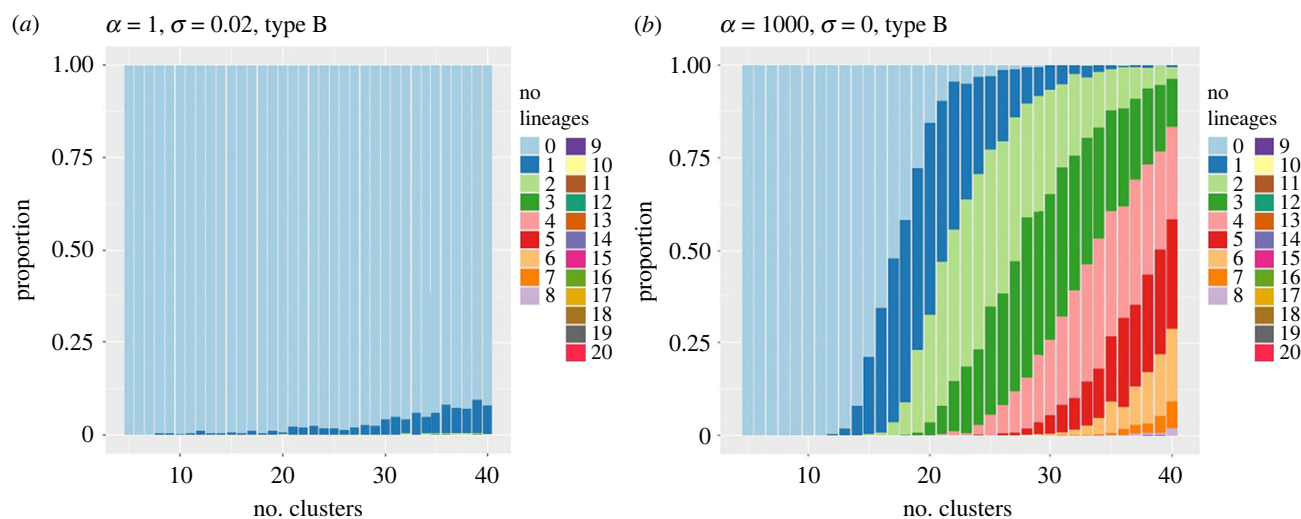 (a) α = 1, σ = 0.02, type B
1.00
0.75
0.50
0.25
0
proportion
10 20 30 40
no. clusters
no
lineages
0 9
1 10
2 11
3 12
4 13
5 14
6 15
7 16
8 17
18
19
20
(b) α = 1000, σ = 0, type B
1.00
0.75
0.50
0.25
0
proportion
10 20 30 40
no. clusters
no
lineages
0 9
1 10
2 11
3 12
4 13
5 14
6 15
7 16
8 17
18
19
20